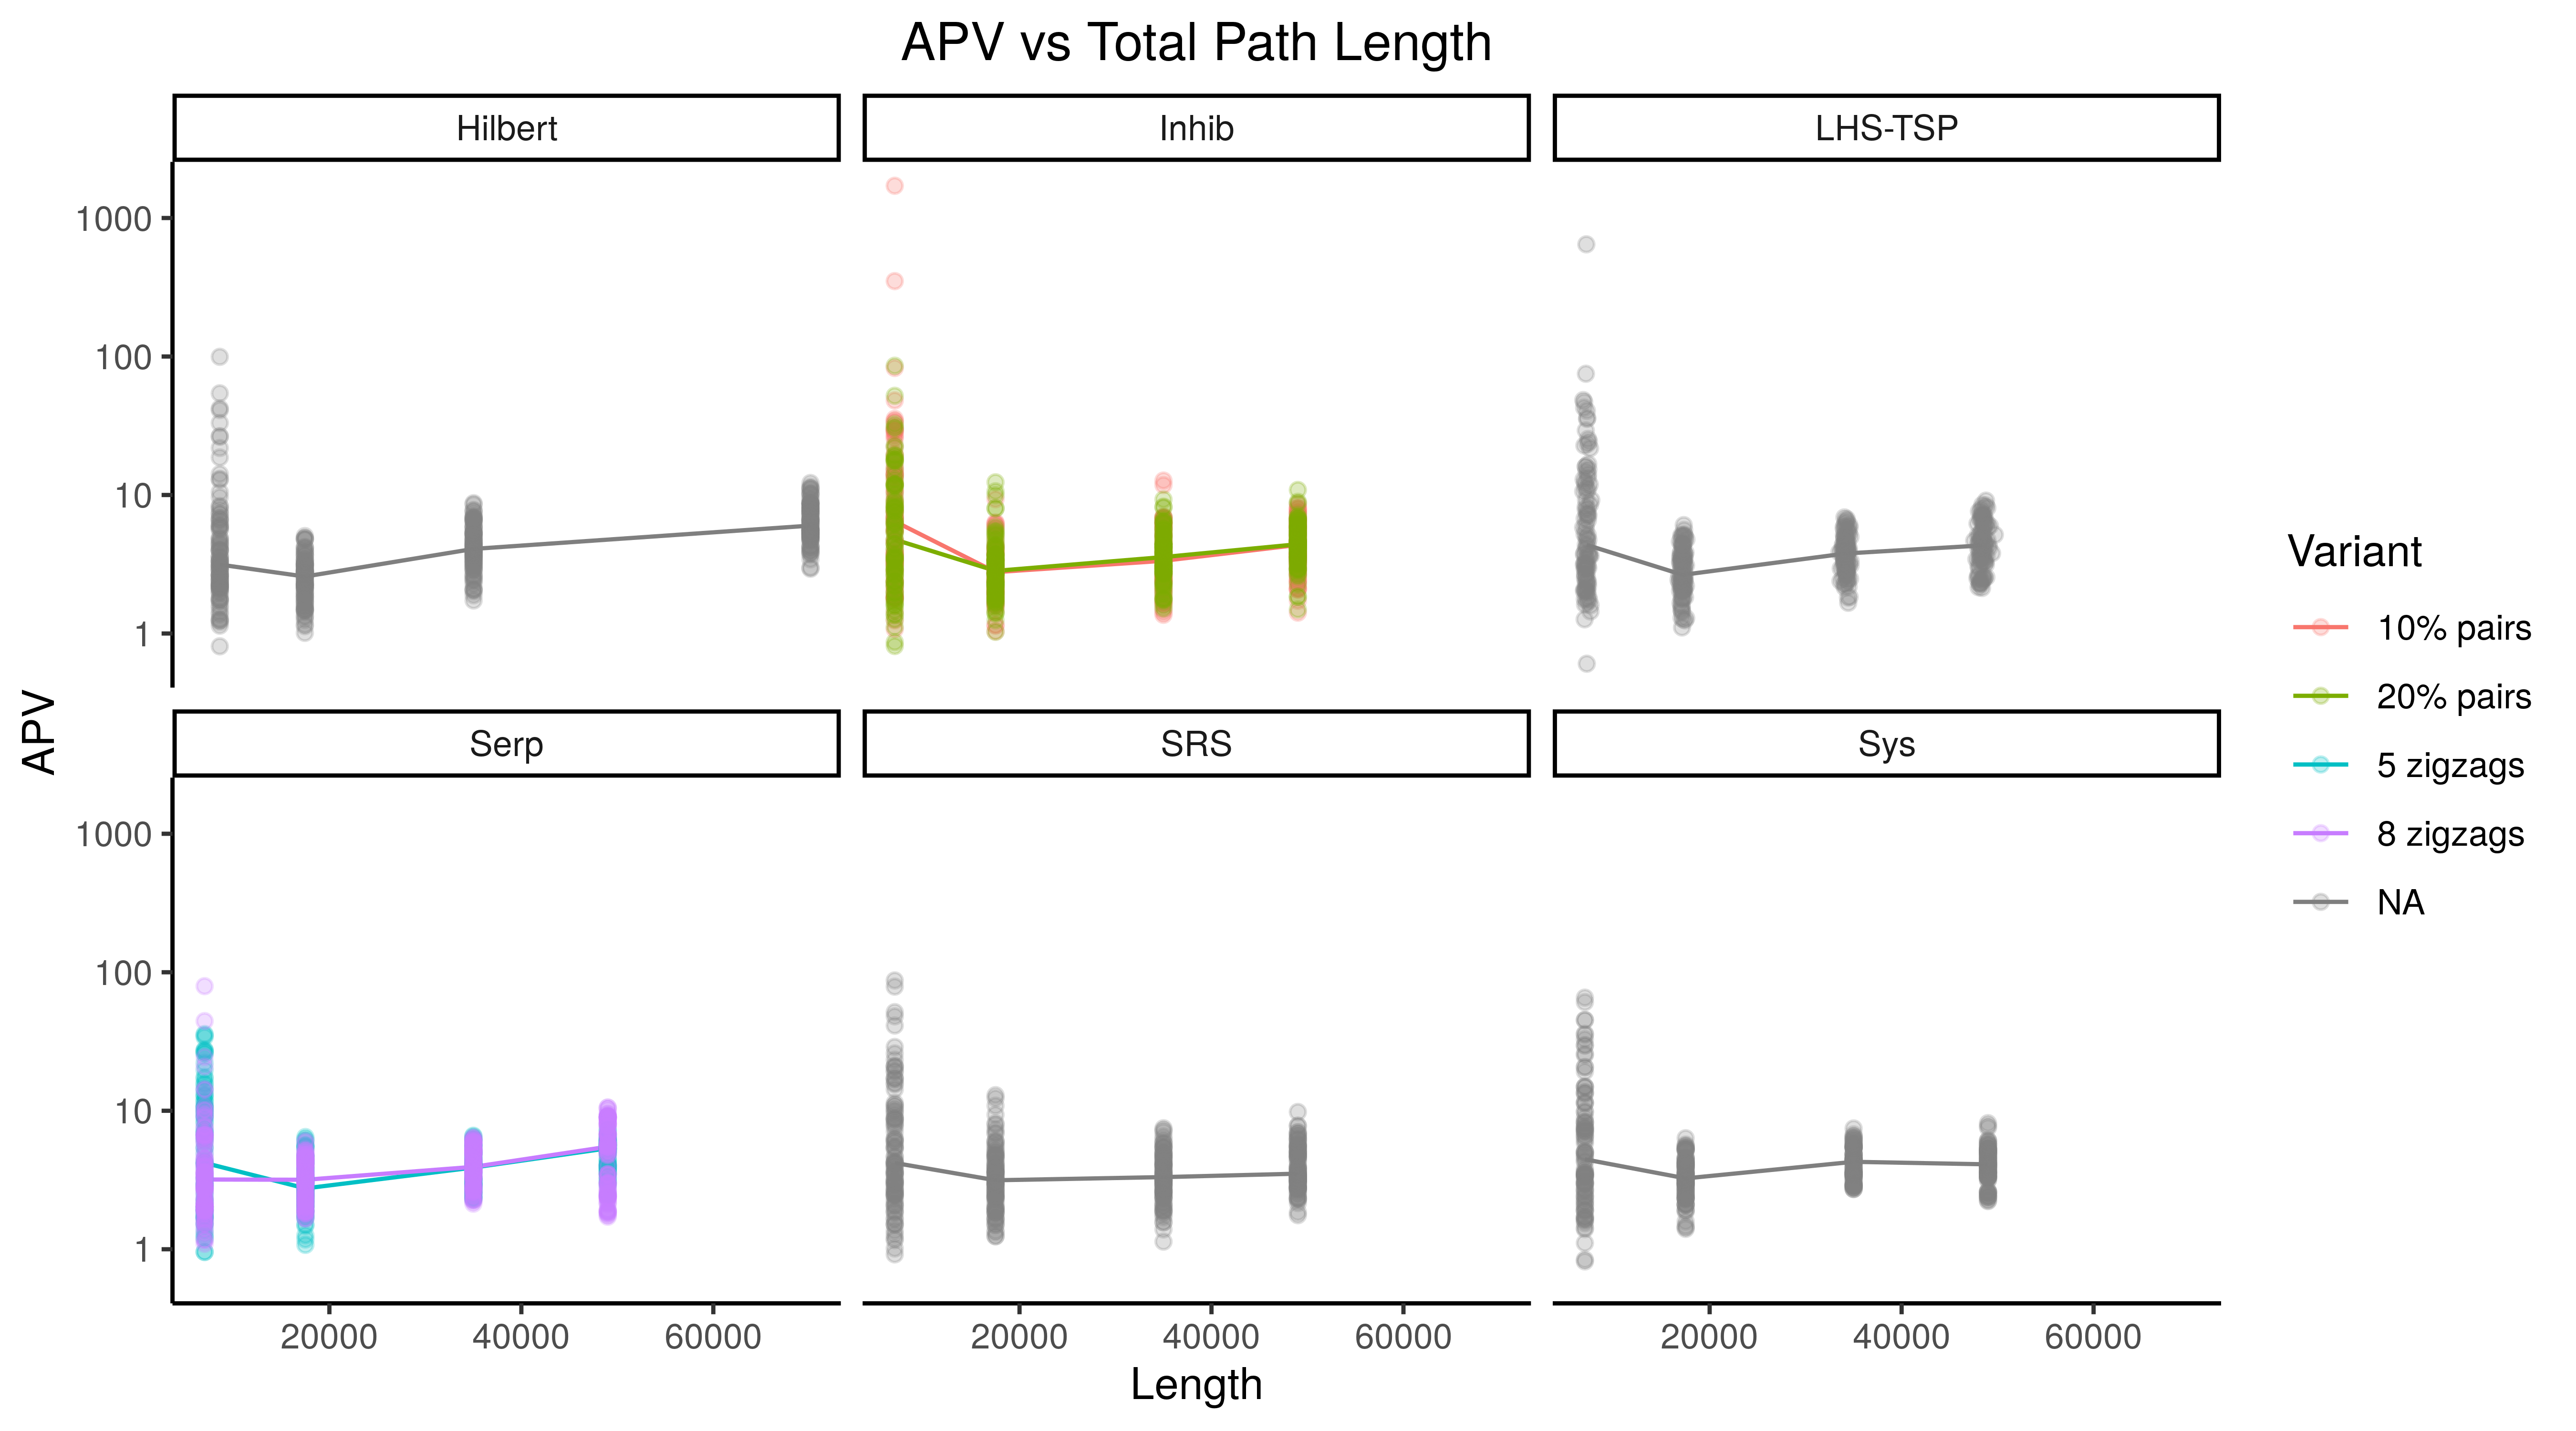 APV vs Total Path Length
Hilbert
Inhib
LHS-TSP
1000
100
10
1
Serp
SRS
Sys
1000
100
10
1
20000
40000
60000
20000
40000
60000
20000
40000
60000
Length
APV
Variant
10% pairs
20% pairs
5 zigzags
8 zigzags
NA